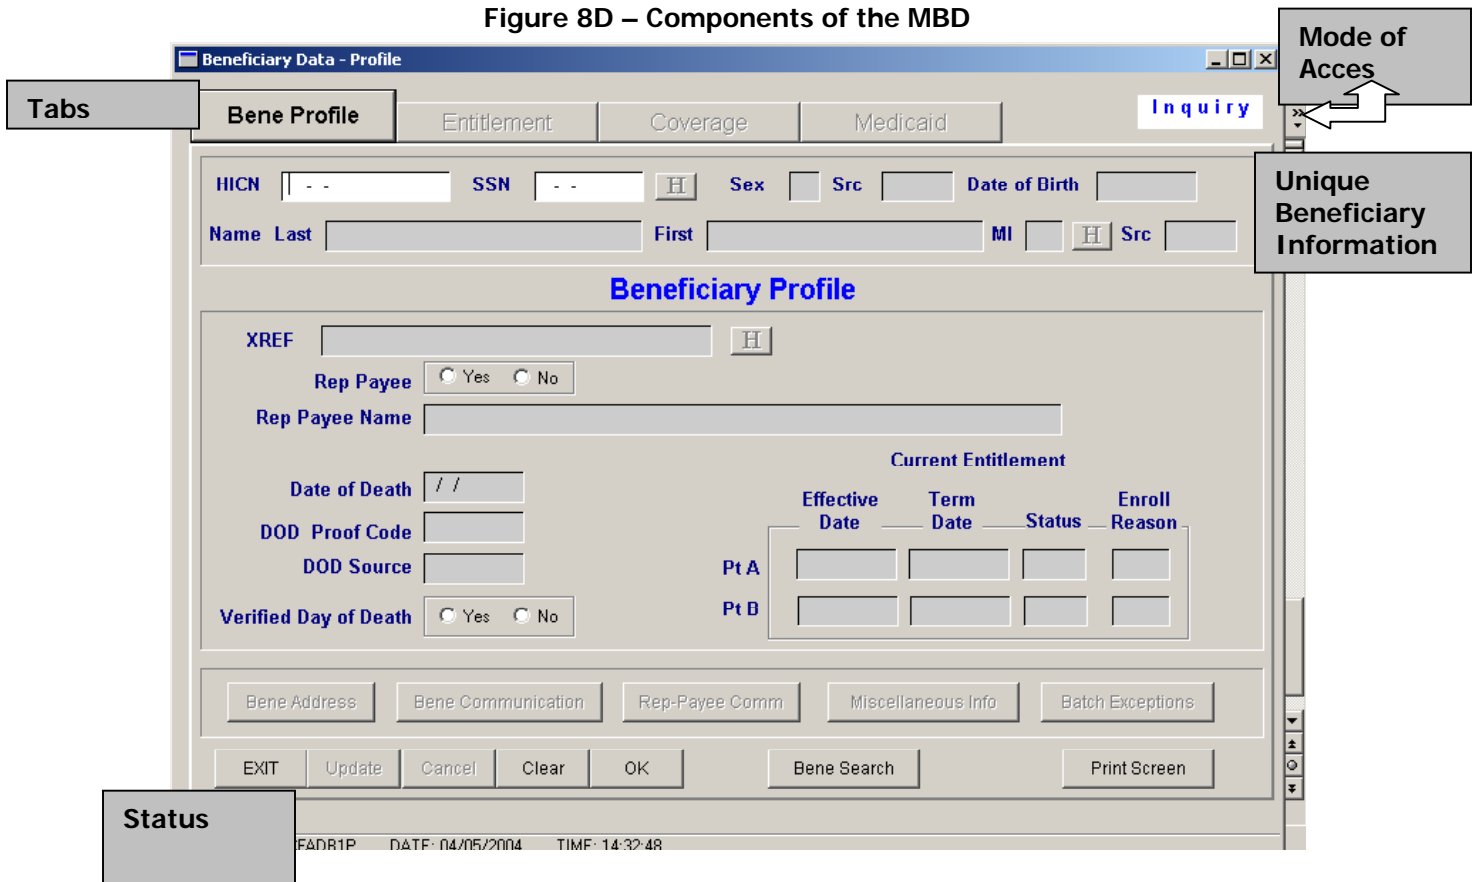 Figure 8D – Components of the MBD
Beneficiary Data - Profile
Mode of
Acces
Tabs
Bene Profile
Entitlement
Coverage
Medicaid
Inquiry
HICN - -
SSN - -
H
Sex
Src
Date of Birth
Unique
Beneficiary
Information
Name Last
First
MI
H
Src
Beneficiary Profile
XREF
H
Rep Payee
Yes
No
Rep Payee Name
Current Entitlement
Date of Death / /
Effective
Date
Term
Date
Status
Enroll
Reason
DOD Proof Code
DOD Source
Pt A
Verified Day of Death
Yes
No
Pt B
Bene Address
Bene Communication
Rep-Payee Comm
Miscellaneous Info
Batch Exceptions
EXIT
Update
Cancel
Clear
OK
Bene Search
Print Screen
Status
FADB1P DATE: 04/05/2004 TIME: 14:32:48